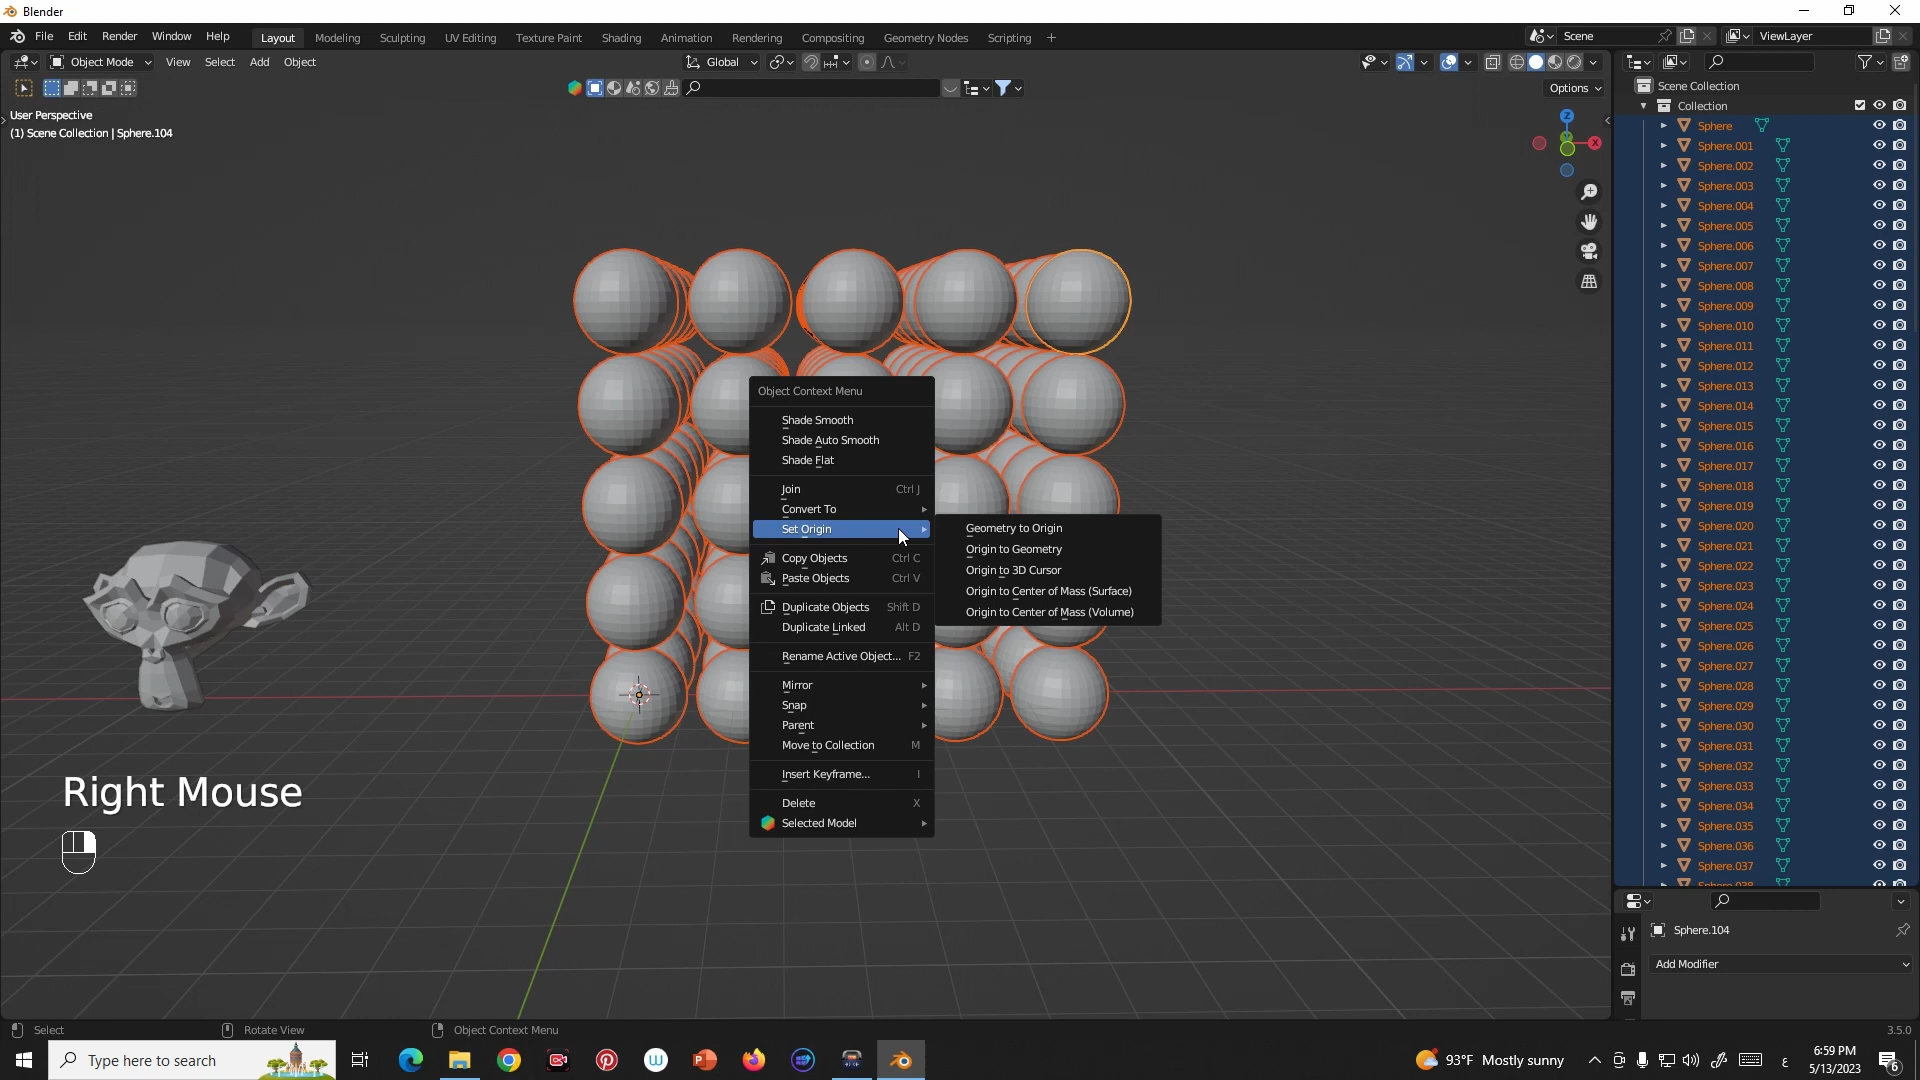 Blender
File Edit Render Window Help Layout Modeling Sculpting UV Editing Texture Paint Shading Animation Rendering Compositing Geometry Nodes Scripting + Scene ViewLayer
Object Mode View Select Add Object Global
Options
User Perspective
(1) Scene Collection | Sphere.104
Z
Y
X
Scene Collection
Collection
Sphere
Sphere.001
Sphere.002
Sphere.003
Sphere.004
Sphere.005
Sphere.006
Sphere.007
Sphere.008
Sphere.009
Sphere.010
Sphere.011
Sphere.012
Sphere.013
Sphere.014
Sphere.015
Sphere.016
Sphere.017
Sphere.018
Sphere.019
Sphere.020
Sphere.021
Sphere.022
Sphere.023
Sphere.024
Sphere.025
Sphere.026
Sphere.027
Sphere.028
Sphere.029
Sphere.030
Sphere.031
Sphere.032
Sphere.033
Sphere.034
Sphere.035
Sphere.036
Sphere.037
Sphere.038
Object Context Menu
Shade Smooth
Shade Auto Smooth
Shade Flat
Join Ctrl J
Convert To
Set Origin
Copy Objects Ctrl C
Paste Objects Ctrl V
Duplicate Objects Shift D
Duplicate Linked Alt D
Rename Active Object... F2
Mirror
Snap
Parent
Move to Collection M
Insert Keyframe... I
Delete X
Selected Model
Geometry to Origin
Origin to Geometry
Origin to 3D Cursor
Origin to Center of Mass (Surface)
Origin to Center of Mass (Volume)
Right Mouse
Sphere.104
Add Modifier
Select Rotate View Object Context Menu 3.5.0
Type here to search
93°F Mostly sunny
ع
6:59 PM
5/13/2023
6